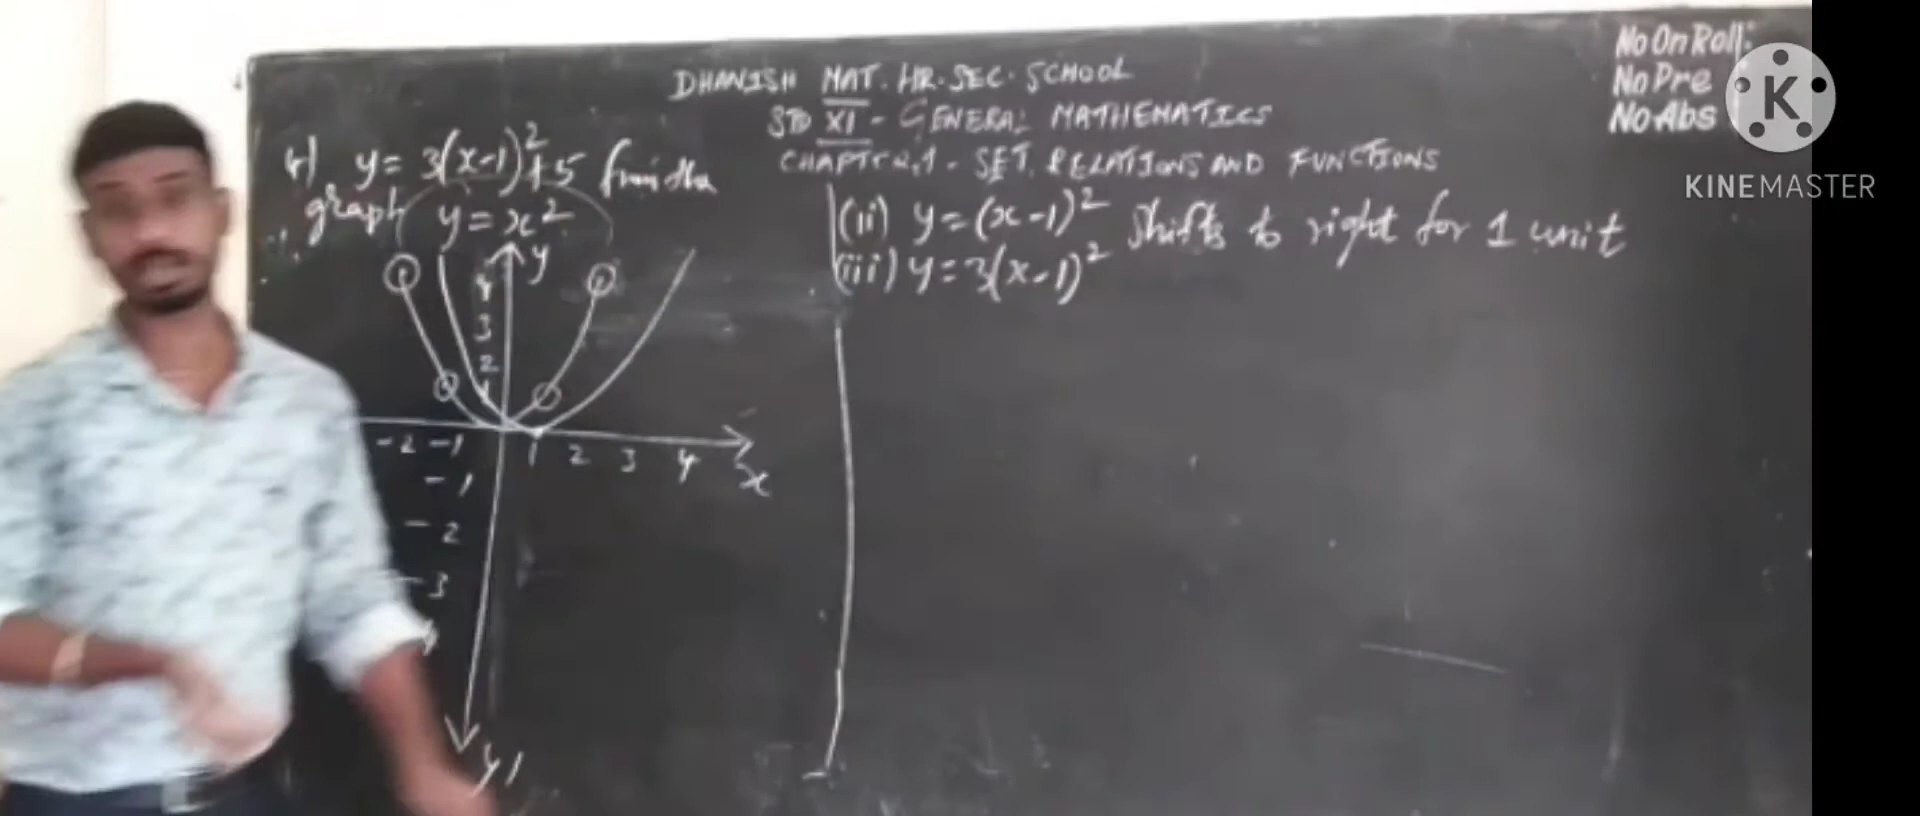 No On Roll:
No Pre
No Abs
K
KINEMASTER
DHANISH MAT. HR. SEC. SCHOOL
STD XI - GENERAL MATHEMATICS
CHAPTER, 1 - SET, RELATIONS AND FUNCTIONS
y = 3(x-1)²+5 from the
graph y = x²
y
4
3
2
1
-2 -1 1 2 3 4
x
-1
-2
-3
y'
(ii) y = (x-1)² Shifts to right for 1 unit
(iii) y = 3(x-1)²